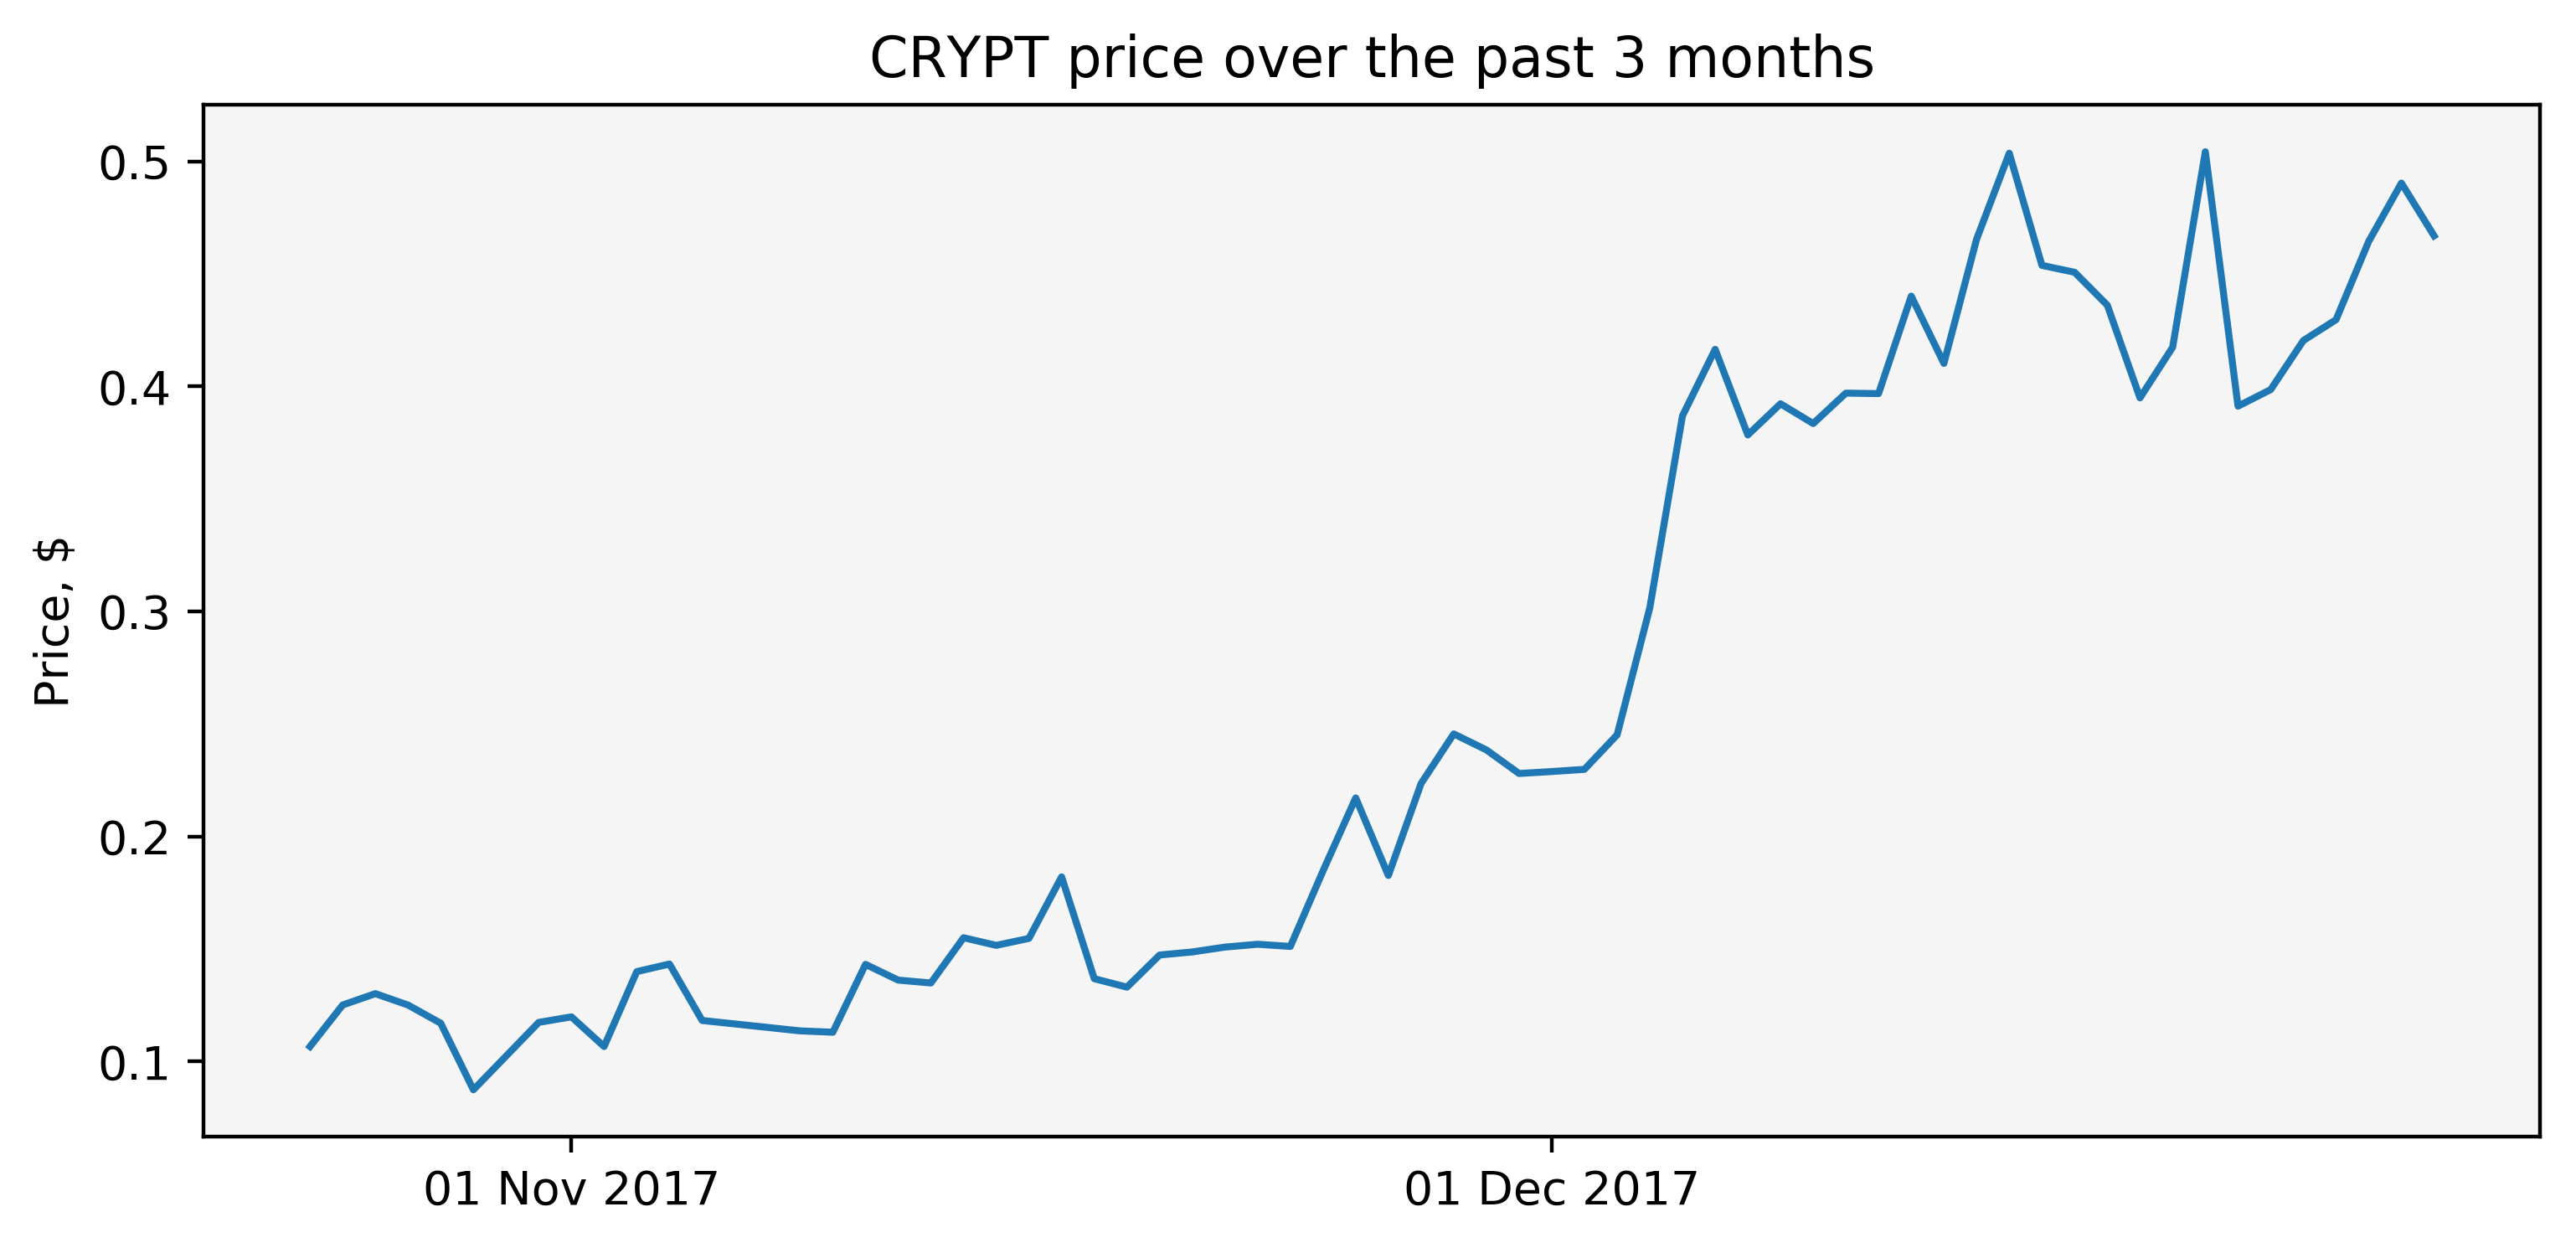 CRYPT price over the past 3 months
Price, $
0.5
0.4
0.3
0.2
0.1
01 Nov 2017
01 Dec 2017